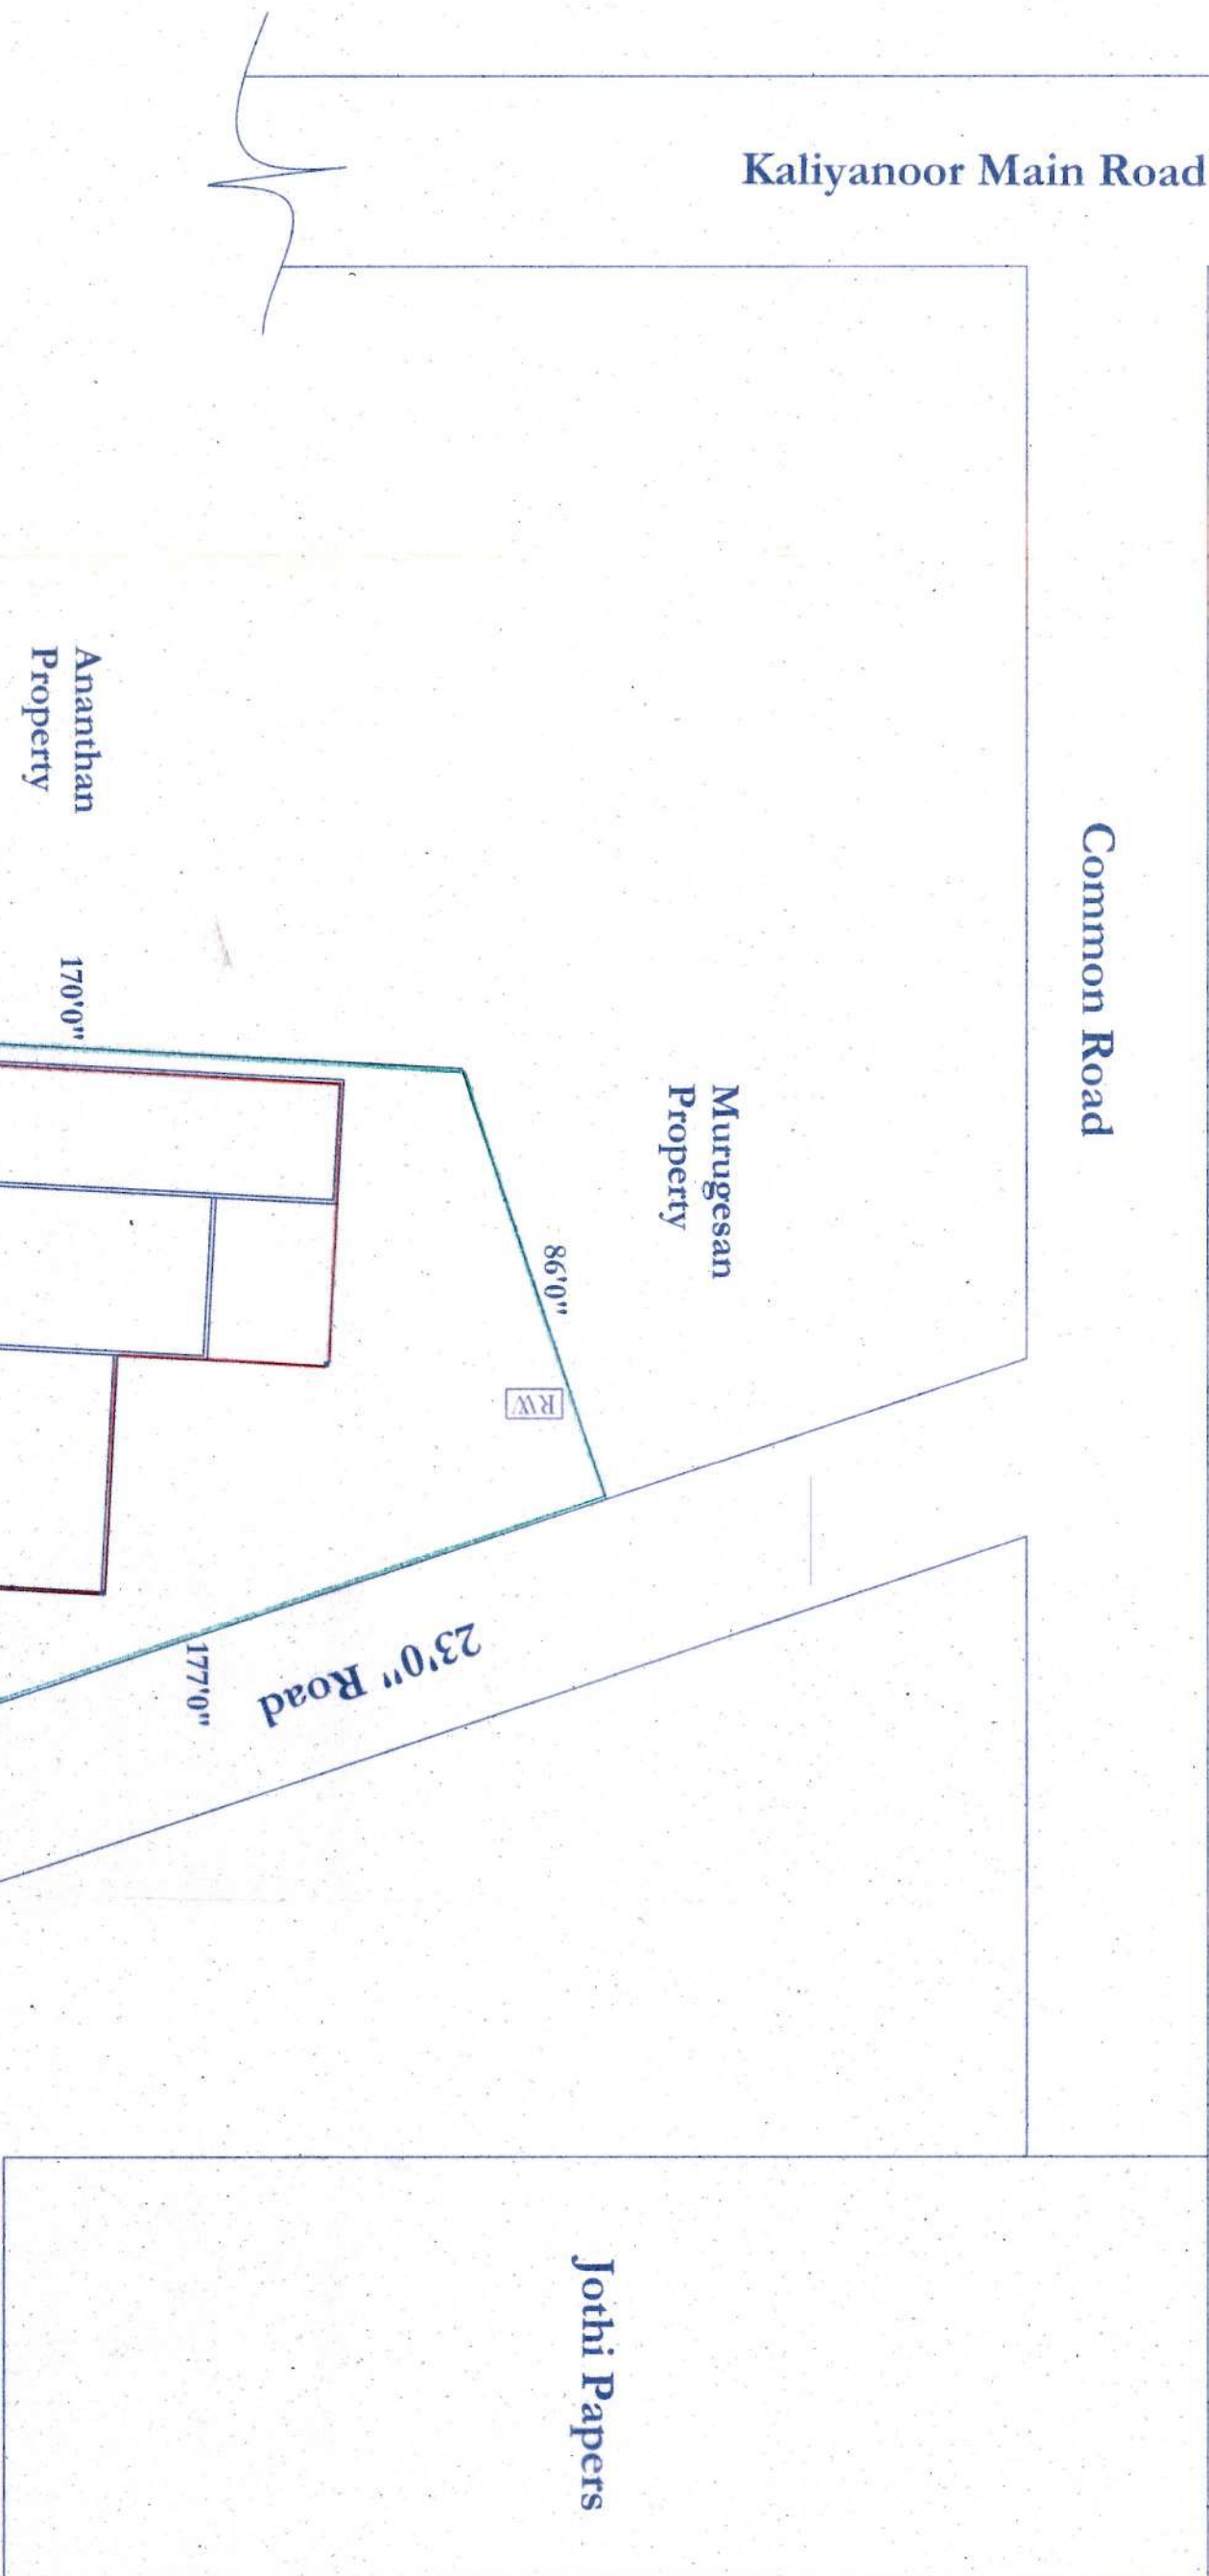 Kaliyanoor Main Road
Common Road
Ananthan
Property
170'0"
Murugesan
Property
86'0"
RW
177'0"
23'0" Road
Jothi Papers